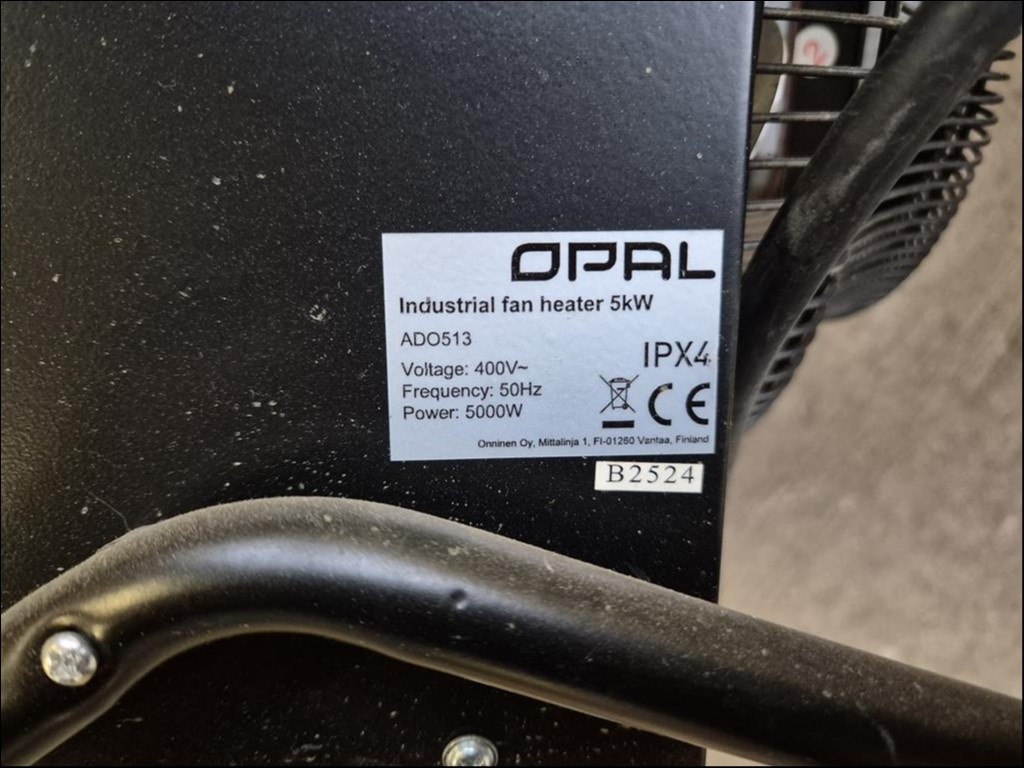 OPAL
Industrial fan heater 5kW
ADO513
IPX4
Voltage: 400V~
Frequency: 50Hz
Power: 5000W
CE
Onninen Oy, Mittalinja 1, FI-01260 Vantaa, Finland
B2524